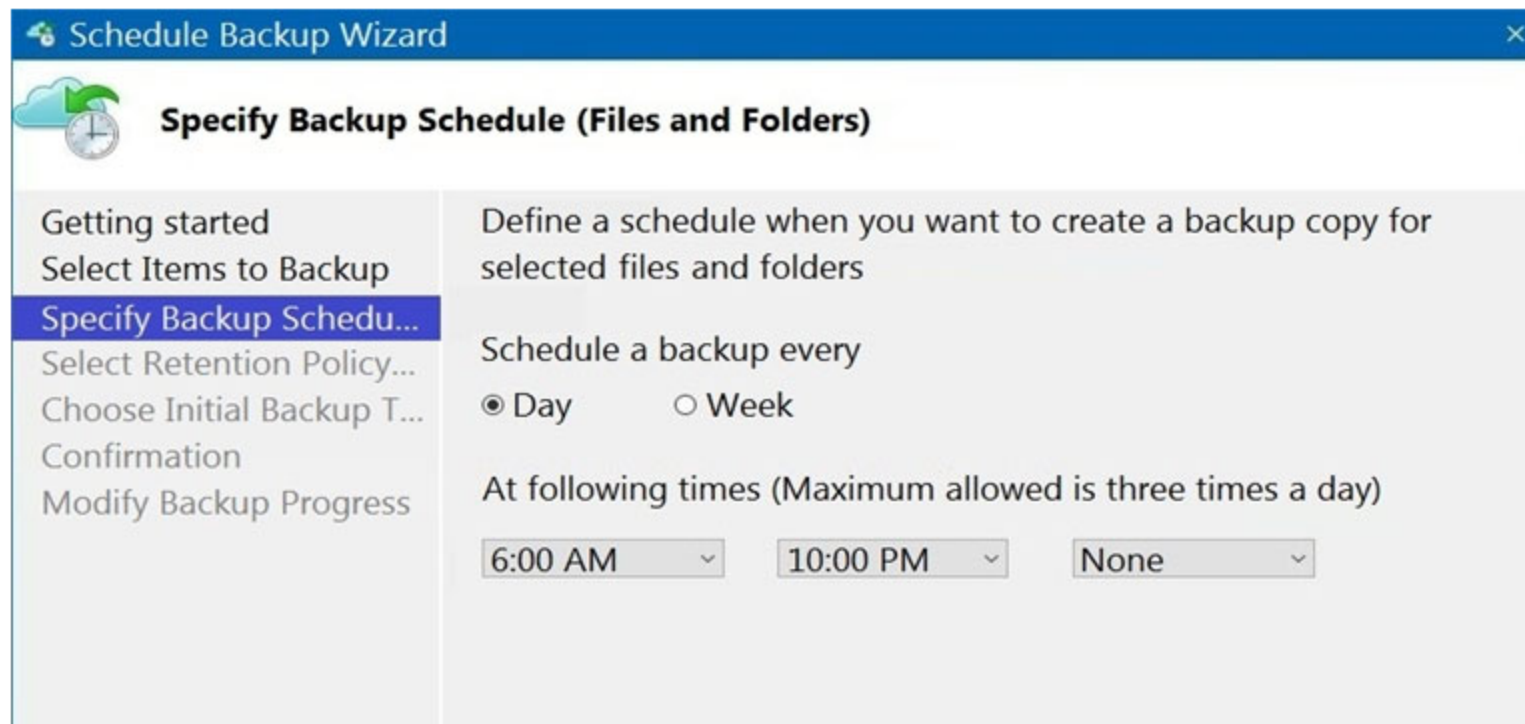 Schedule Backup Wizard
Specify Backup Schedule (Files and Folders)
Getting started
Select Items to Backup
Specify Backup Schedu...
Select Retention Policy...
Choose Initial Backup T...
Confirmation
Modify Backup Progress
Define a schedule when you want to create a backup copy for
selected files and folders
Schedule a backup every
Day Week
At following times (Maximum allowed is three times a day)
6:00 AM 10:00 PM None